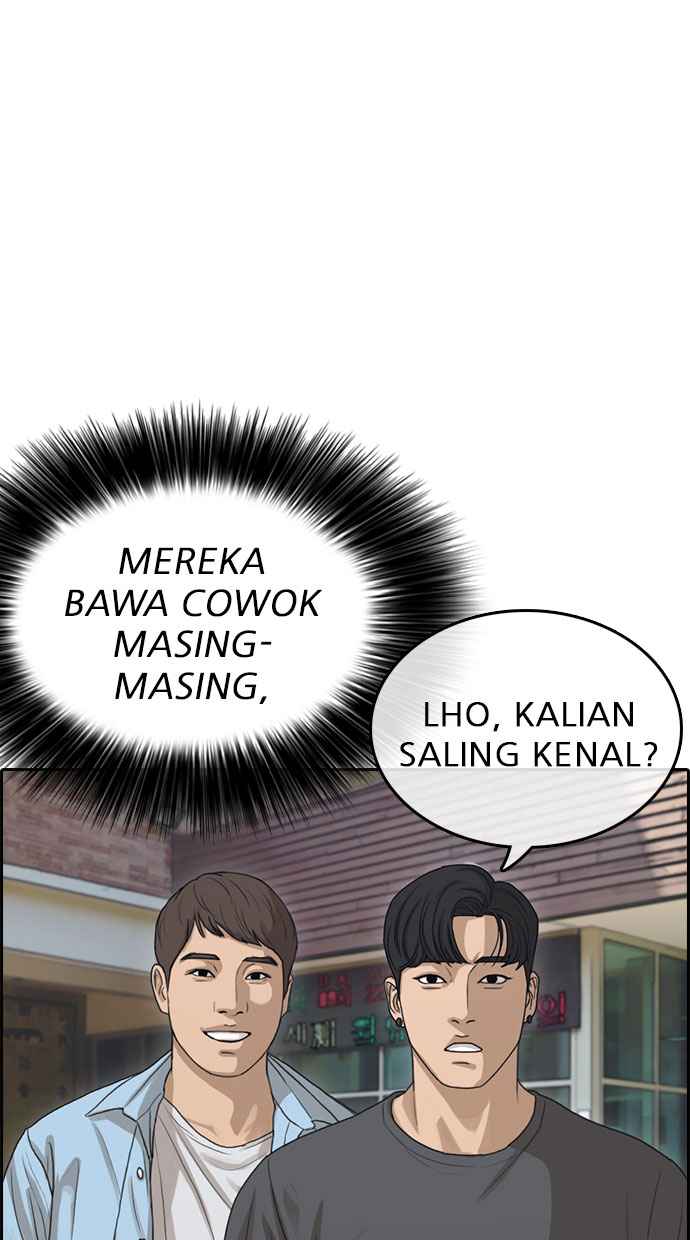 MEREKA
BAWA COWOK
MASING-
MASING,
LHO, KALIAN
SALING KENAL?